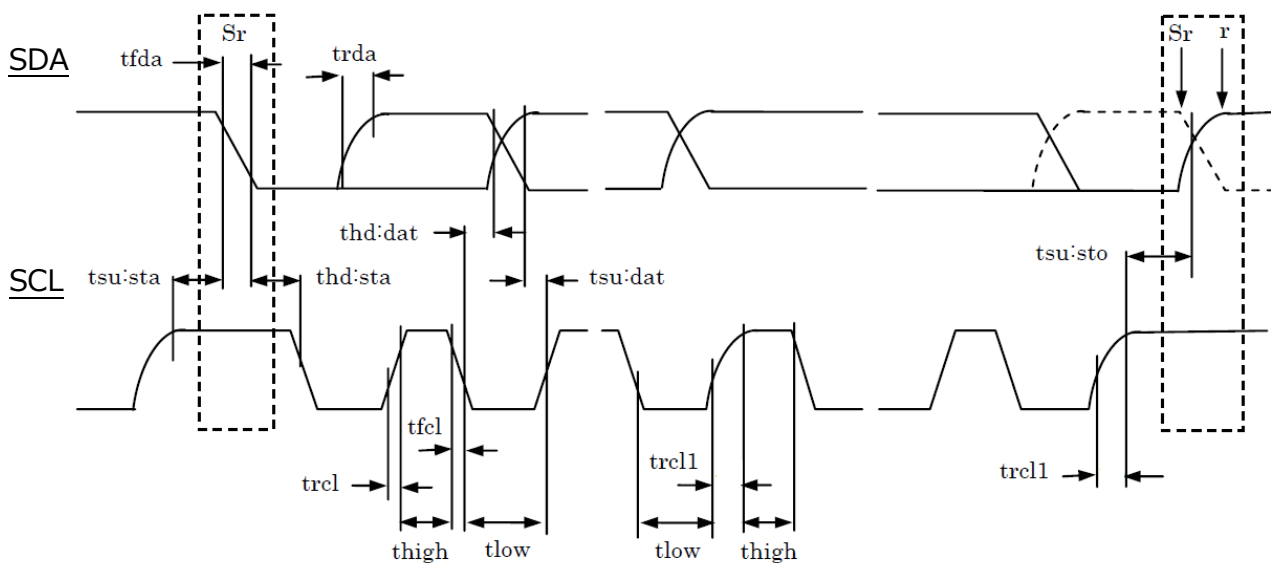 Sr
Sr
r
SDA
tfda
trda
thd:dat
tsu:sto
SCL
tsu:sta
thd:sta
tsu:dat
tfcl
trcl
trcl1
trcl1
thigh
tlow
tlow
thigh